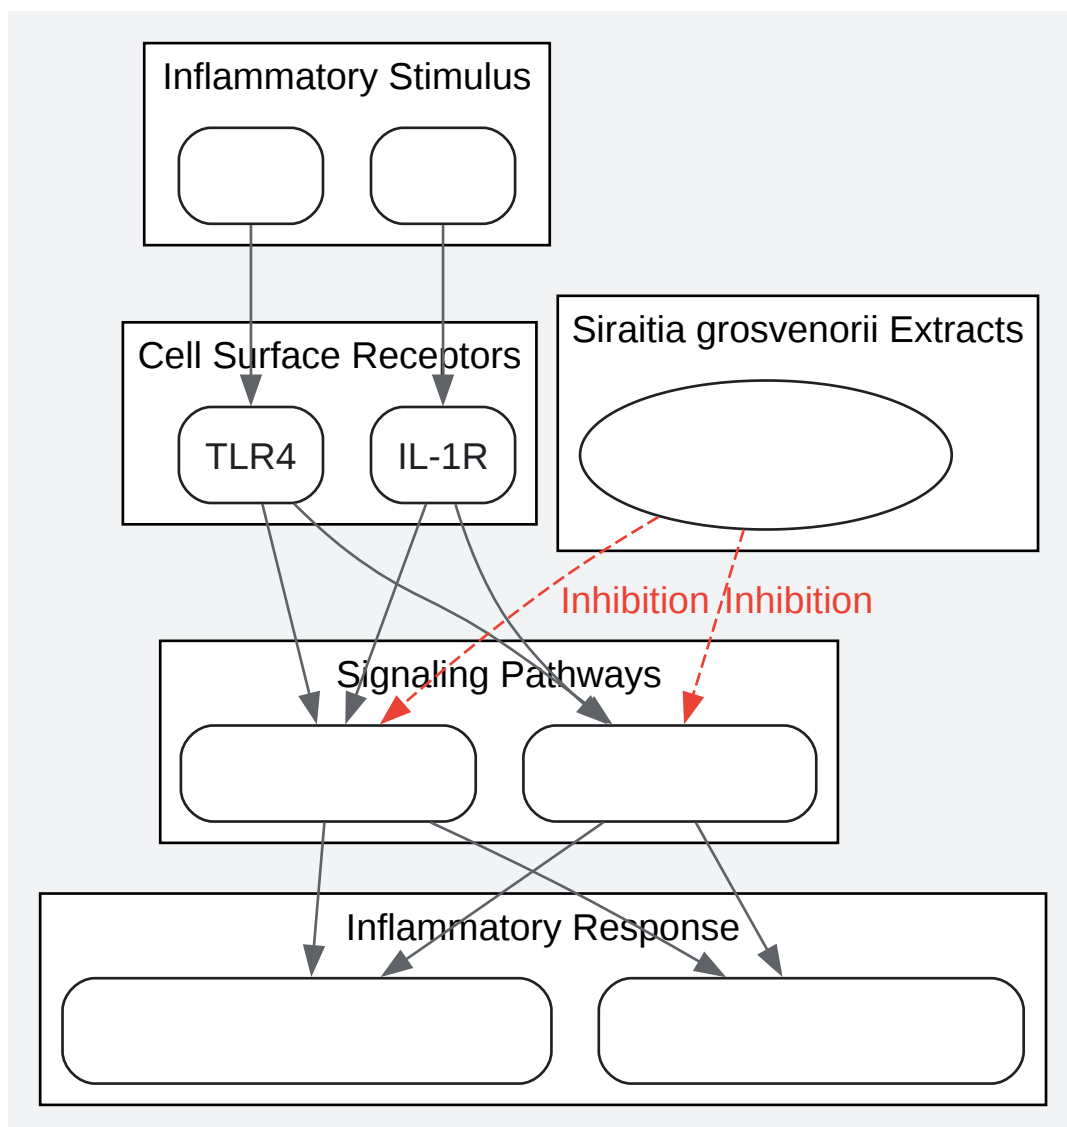 Inflammatory Stimulus
Siraitia grosvenorii Extracts
Cell Surface Receptors
TLR4
IL-1R
Inhibition
Inhibition
Signaling Pathways
Inflammatory Response